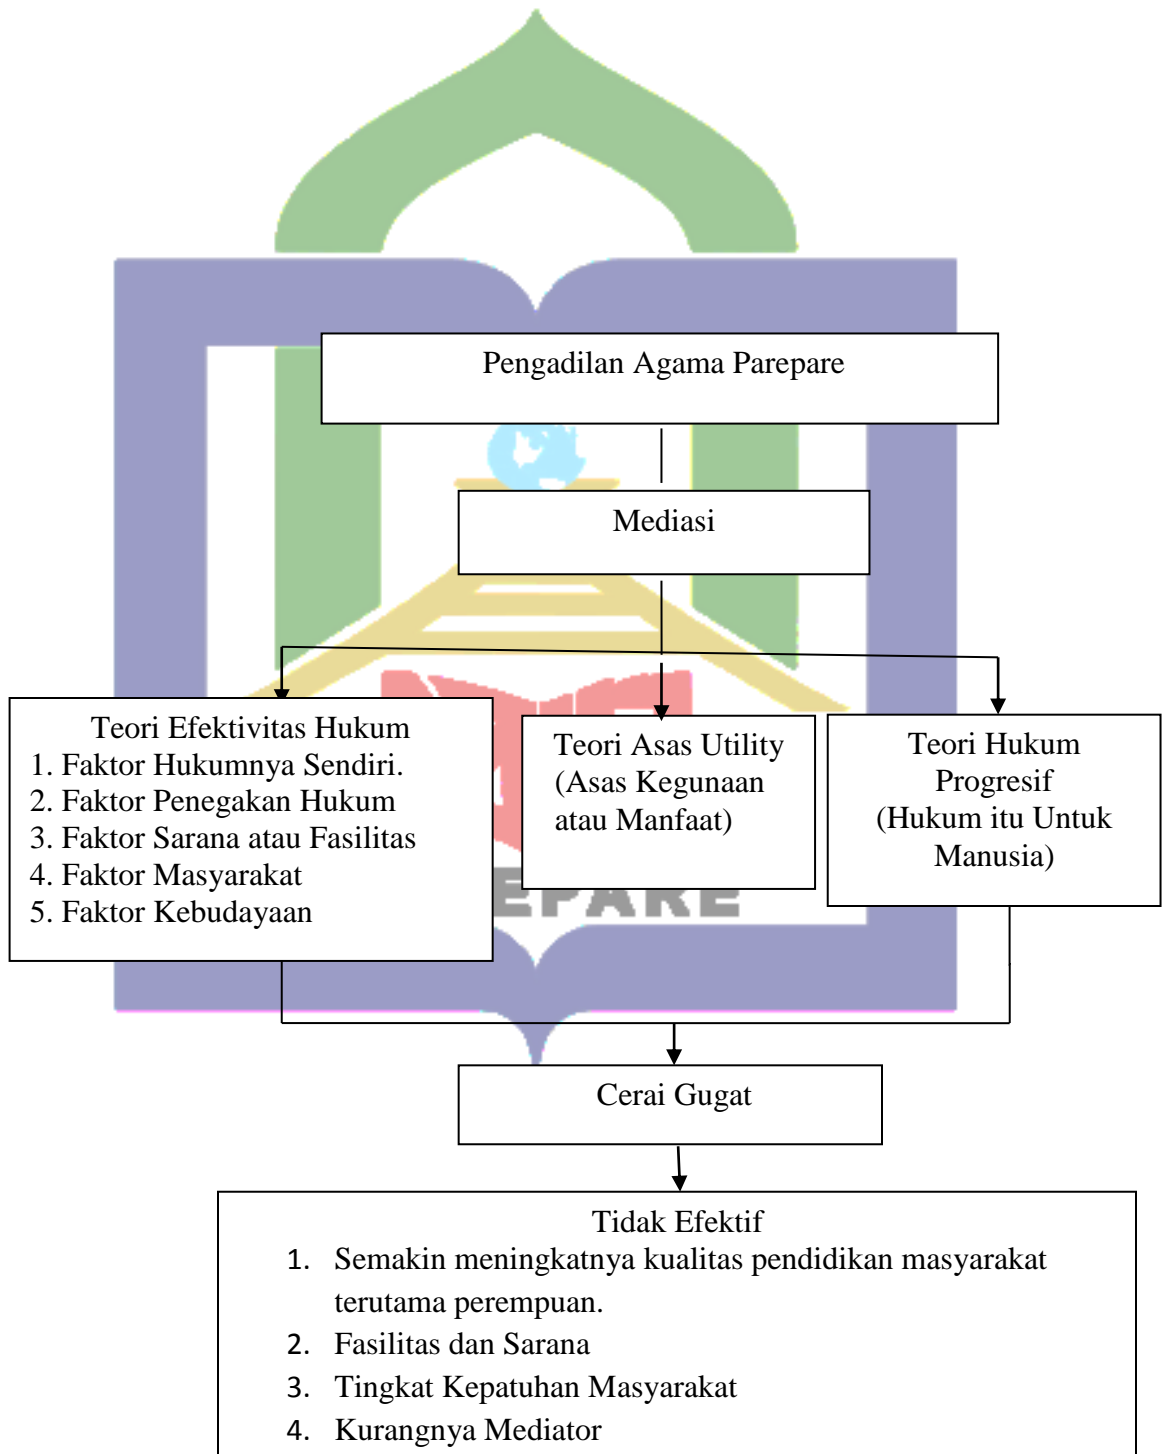 Pengadilan Agama Parepare
Mediasi
Teori Efektivitas Hukum
1. Faktor Hukumnya Sendiri.
2. Faktor Penegakan Hukum
3. Faktor Sarana atau Fasilitas
4. Faktor Masyarakat
5. Faktor Kebudayaan
Teori Asas Utility
(Asas Kegunaan
atau Manfaat)
Teori Hukum
Progresif
(Hukum itu Untuk
Manusia)
EPARE
Cerai Gugat
Tidak Efektif
1. Semakin meningkatnya kualitas pendidikan masyarakat
terutama perempuan.
2. Fasilitas dan Sarana
3. Tingkat Kepatuhan Masyarakat
4. Kurangnya Mediator